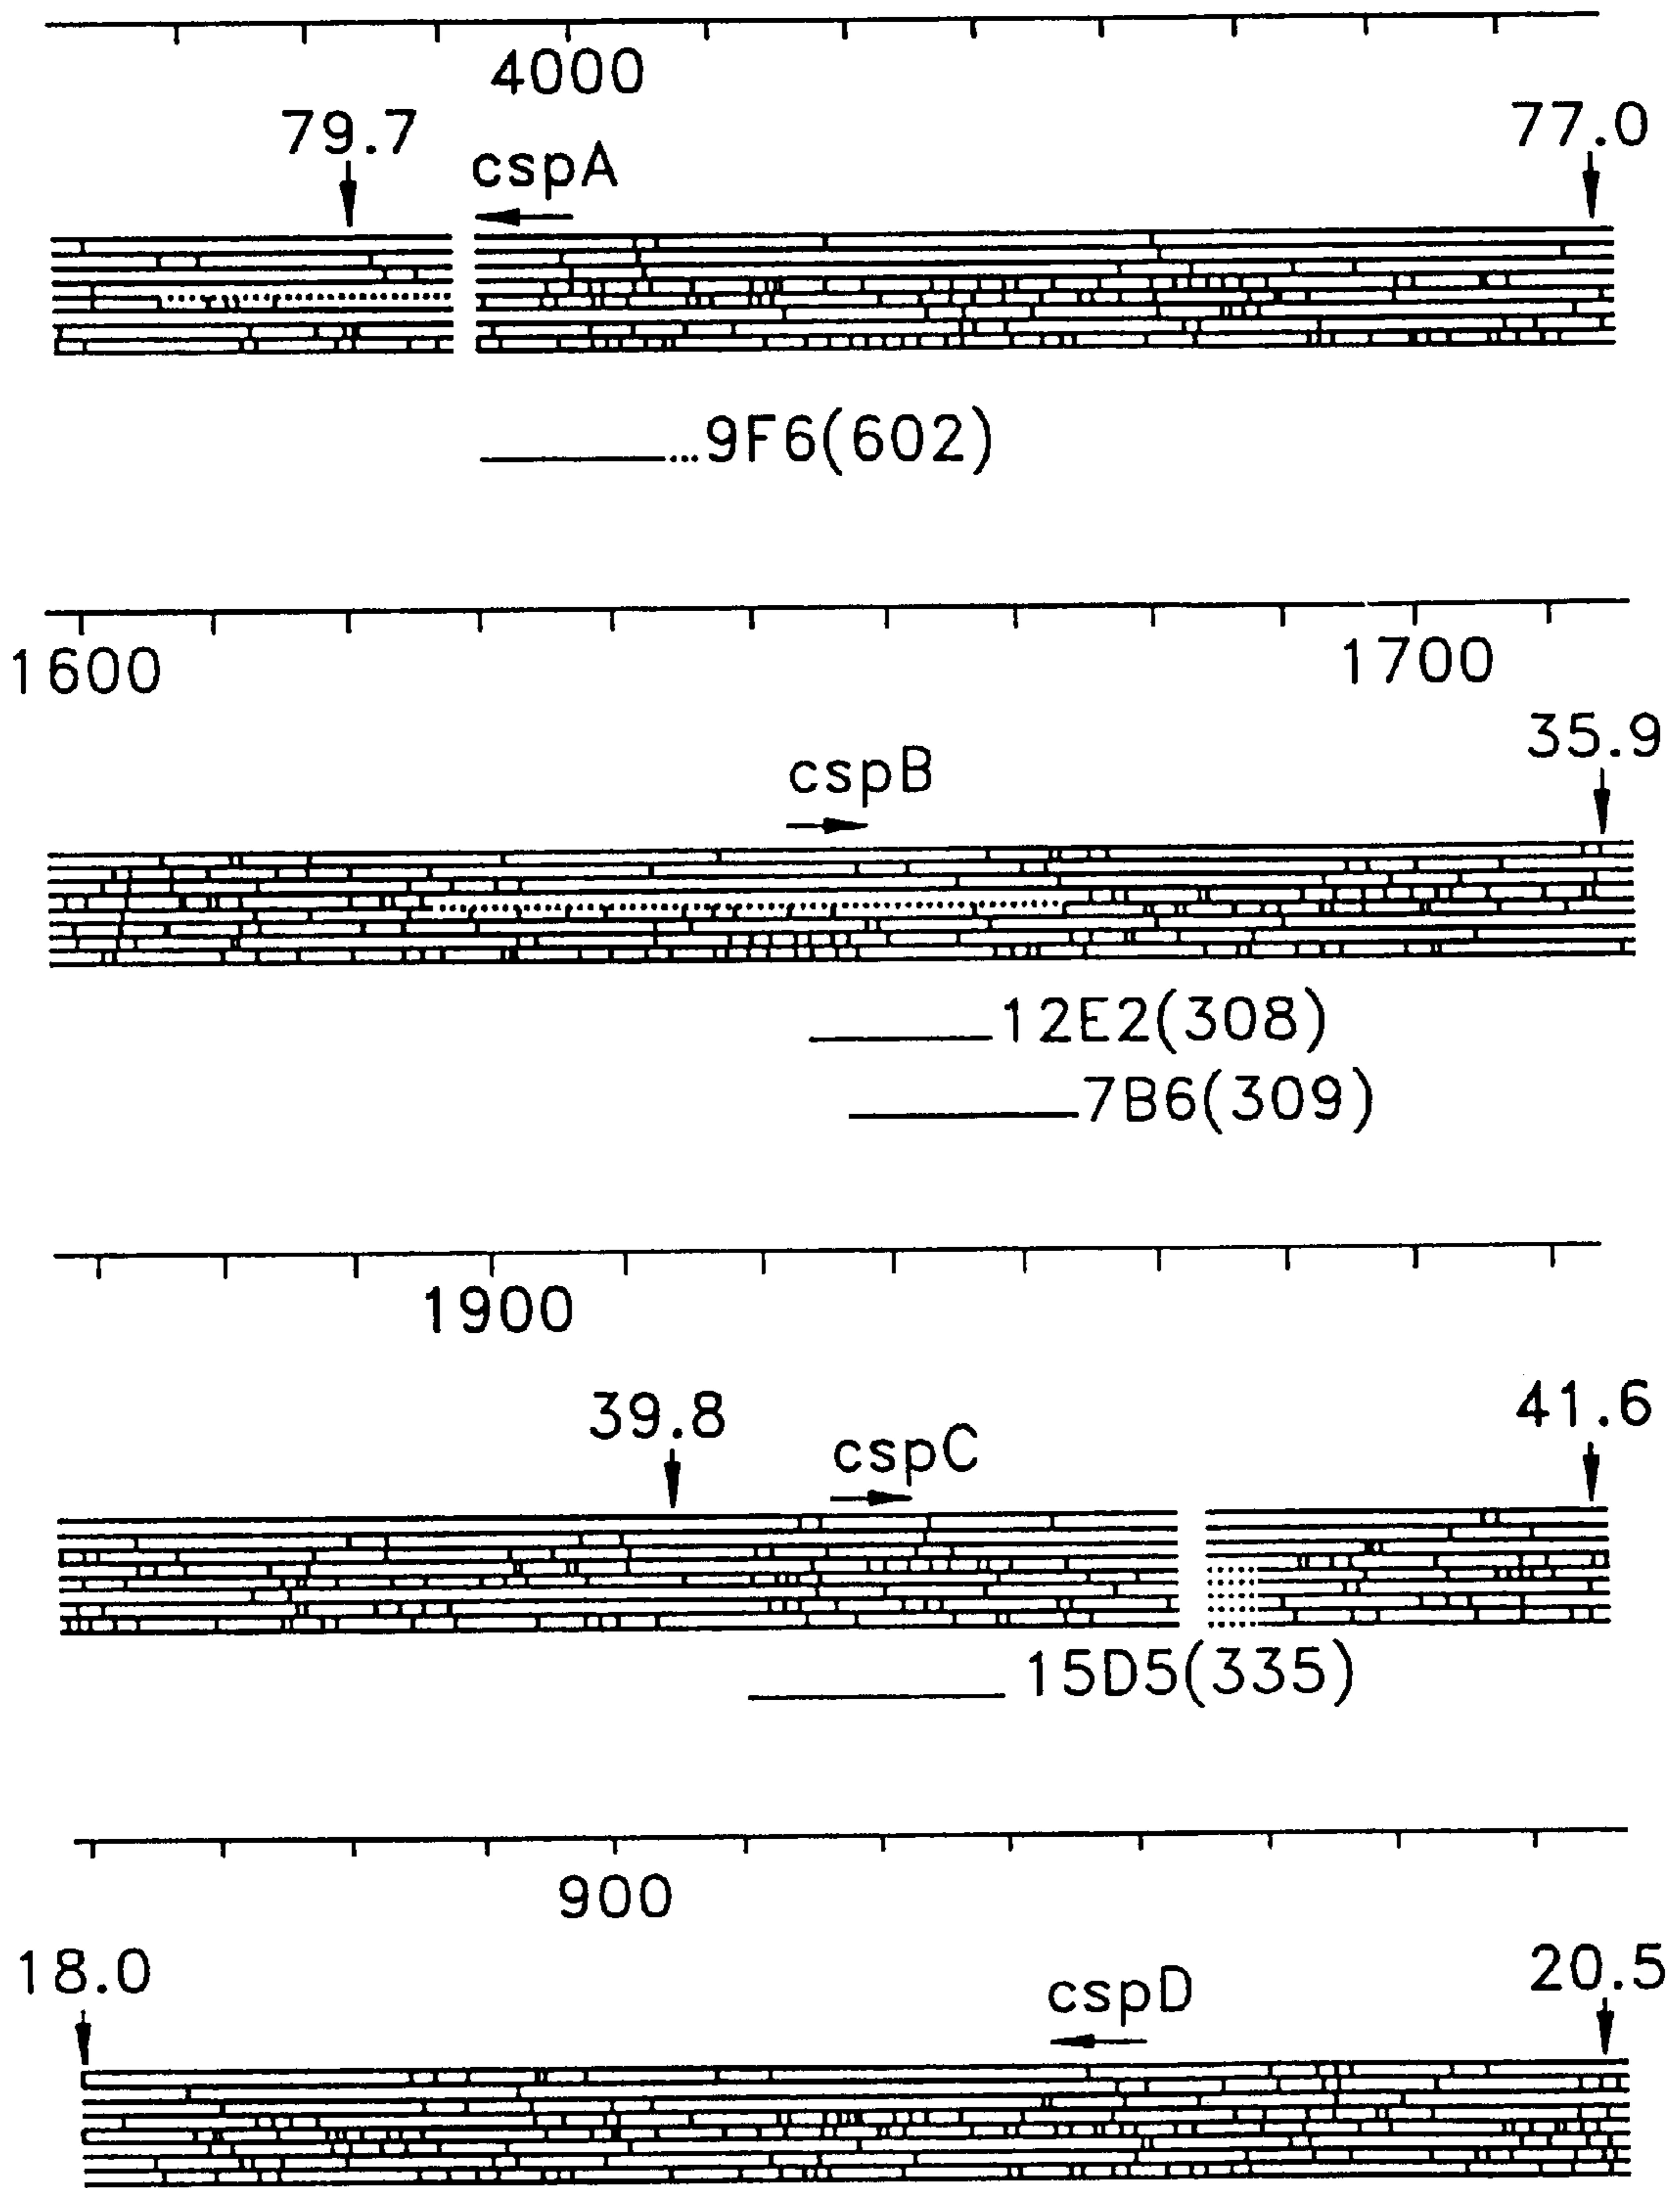 4000
79.7
77.0
cspA
...9F6(602)
1600
1700
35.9
cspB
12E2(308)
7B6(309)
1900
39.8
41.6
cspC
15D5(335)
900
18.0
20.5
cspD